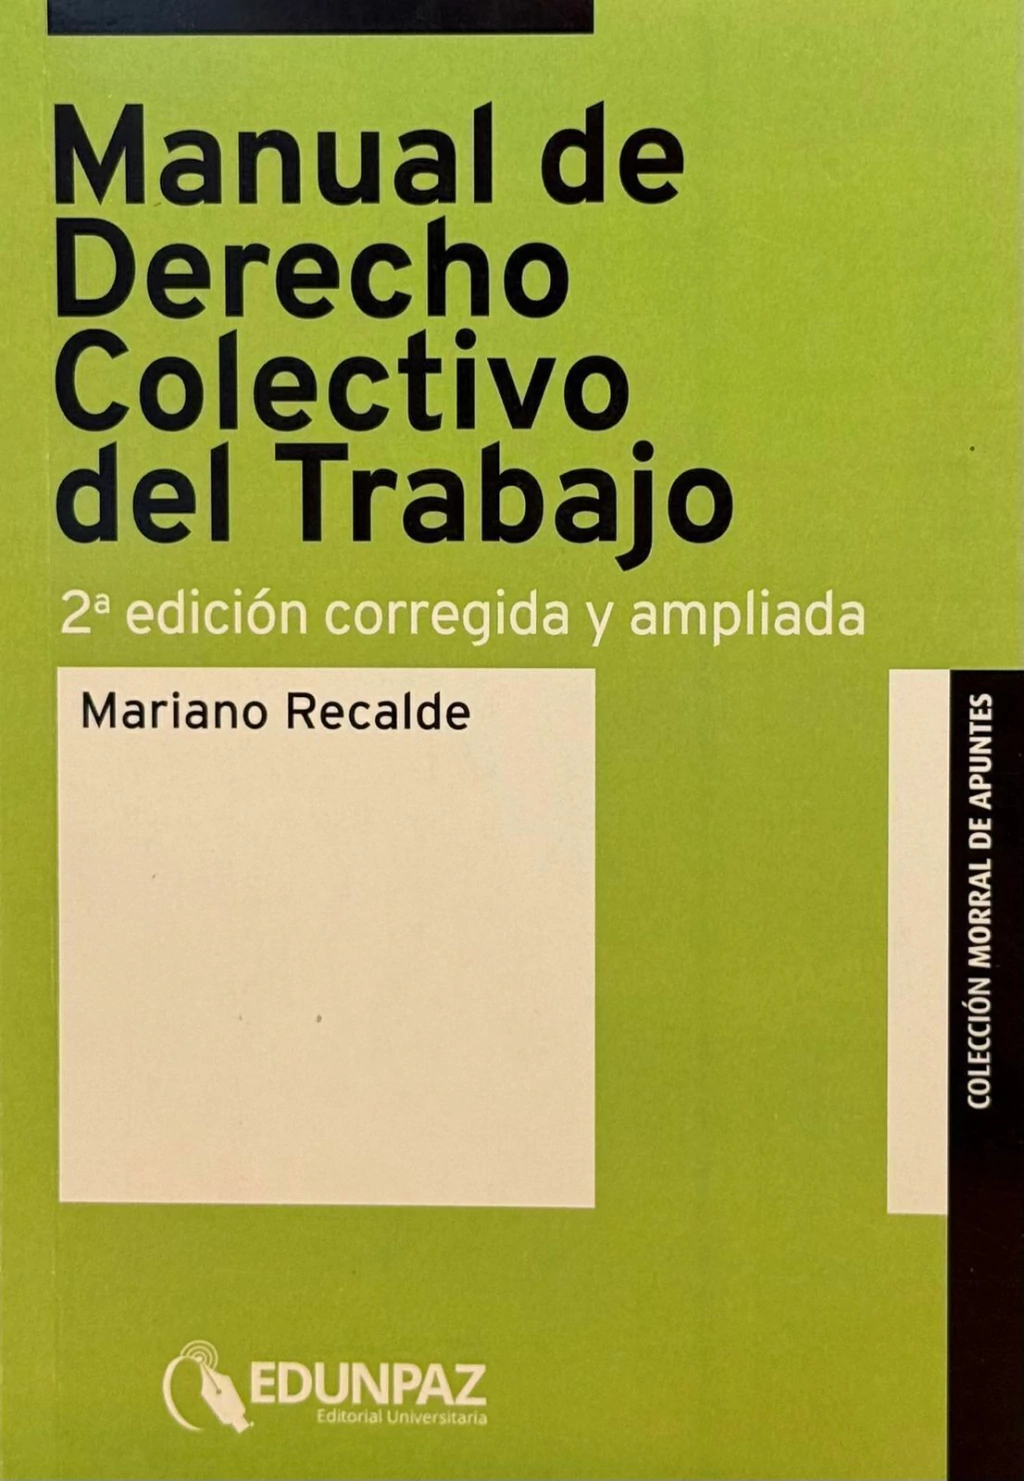 Manual de
Derecho
Colectivo
del Trabajo
2ª edición corregida y ampliada
Mariano Recalde
COLECCIÓN MORRAL DE APUNTES
EDUNPAZ
Editorial Universitaria